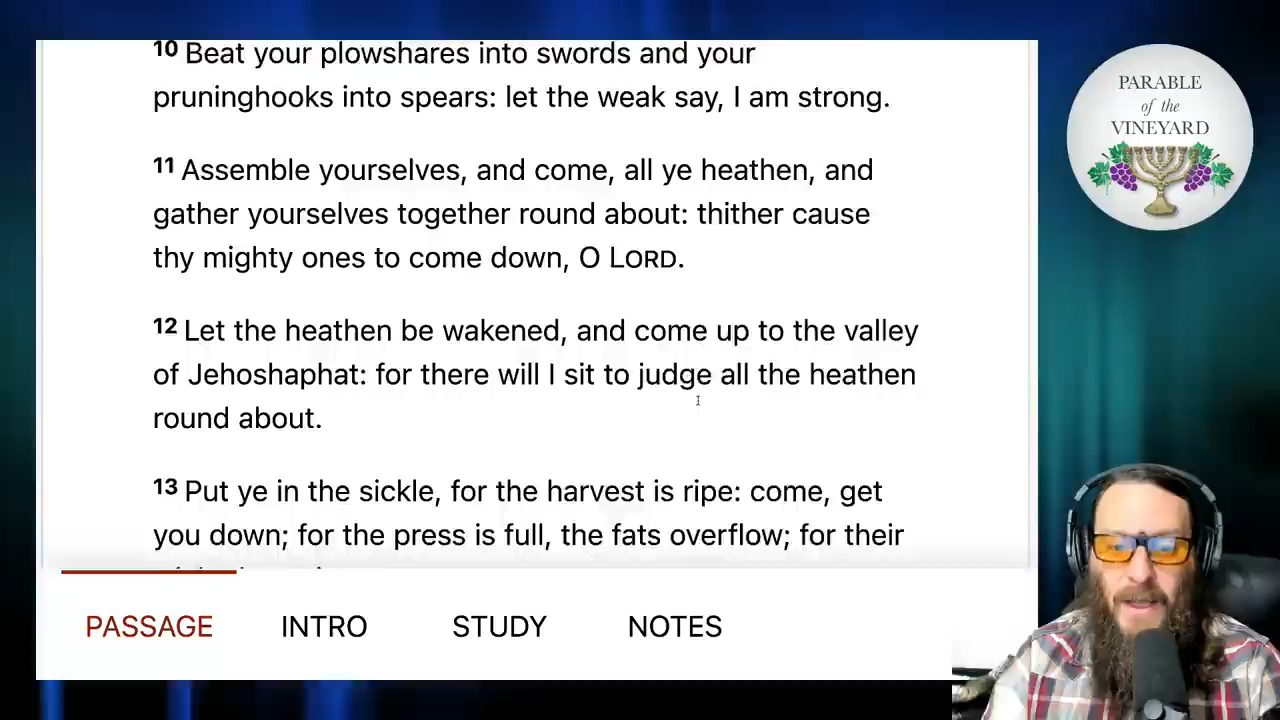 10 Beat your plowshares into swords and your
pruninghooks into spears: let the weak say, I am strong.
11 Assemble yourselves, and come, all ye heathen, and
gather yourselves together round about: thither cause
thy mighty ones to come down, O LORD.
12 Let the heathen be wakened, and come up to the valley
of Jehoshaphat: for there will I sit to judge all the heathen
round about.
13 Put ye in the sickle, for the harvest is ripe: come, get
you down; for the press is full, the fats overflow; for their
PASSAGE INTRO STUDY NOTES
PARABLE
of the
VINEYARD